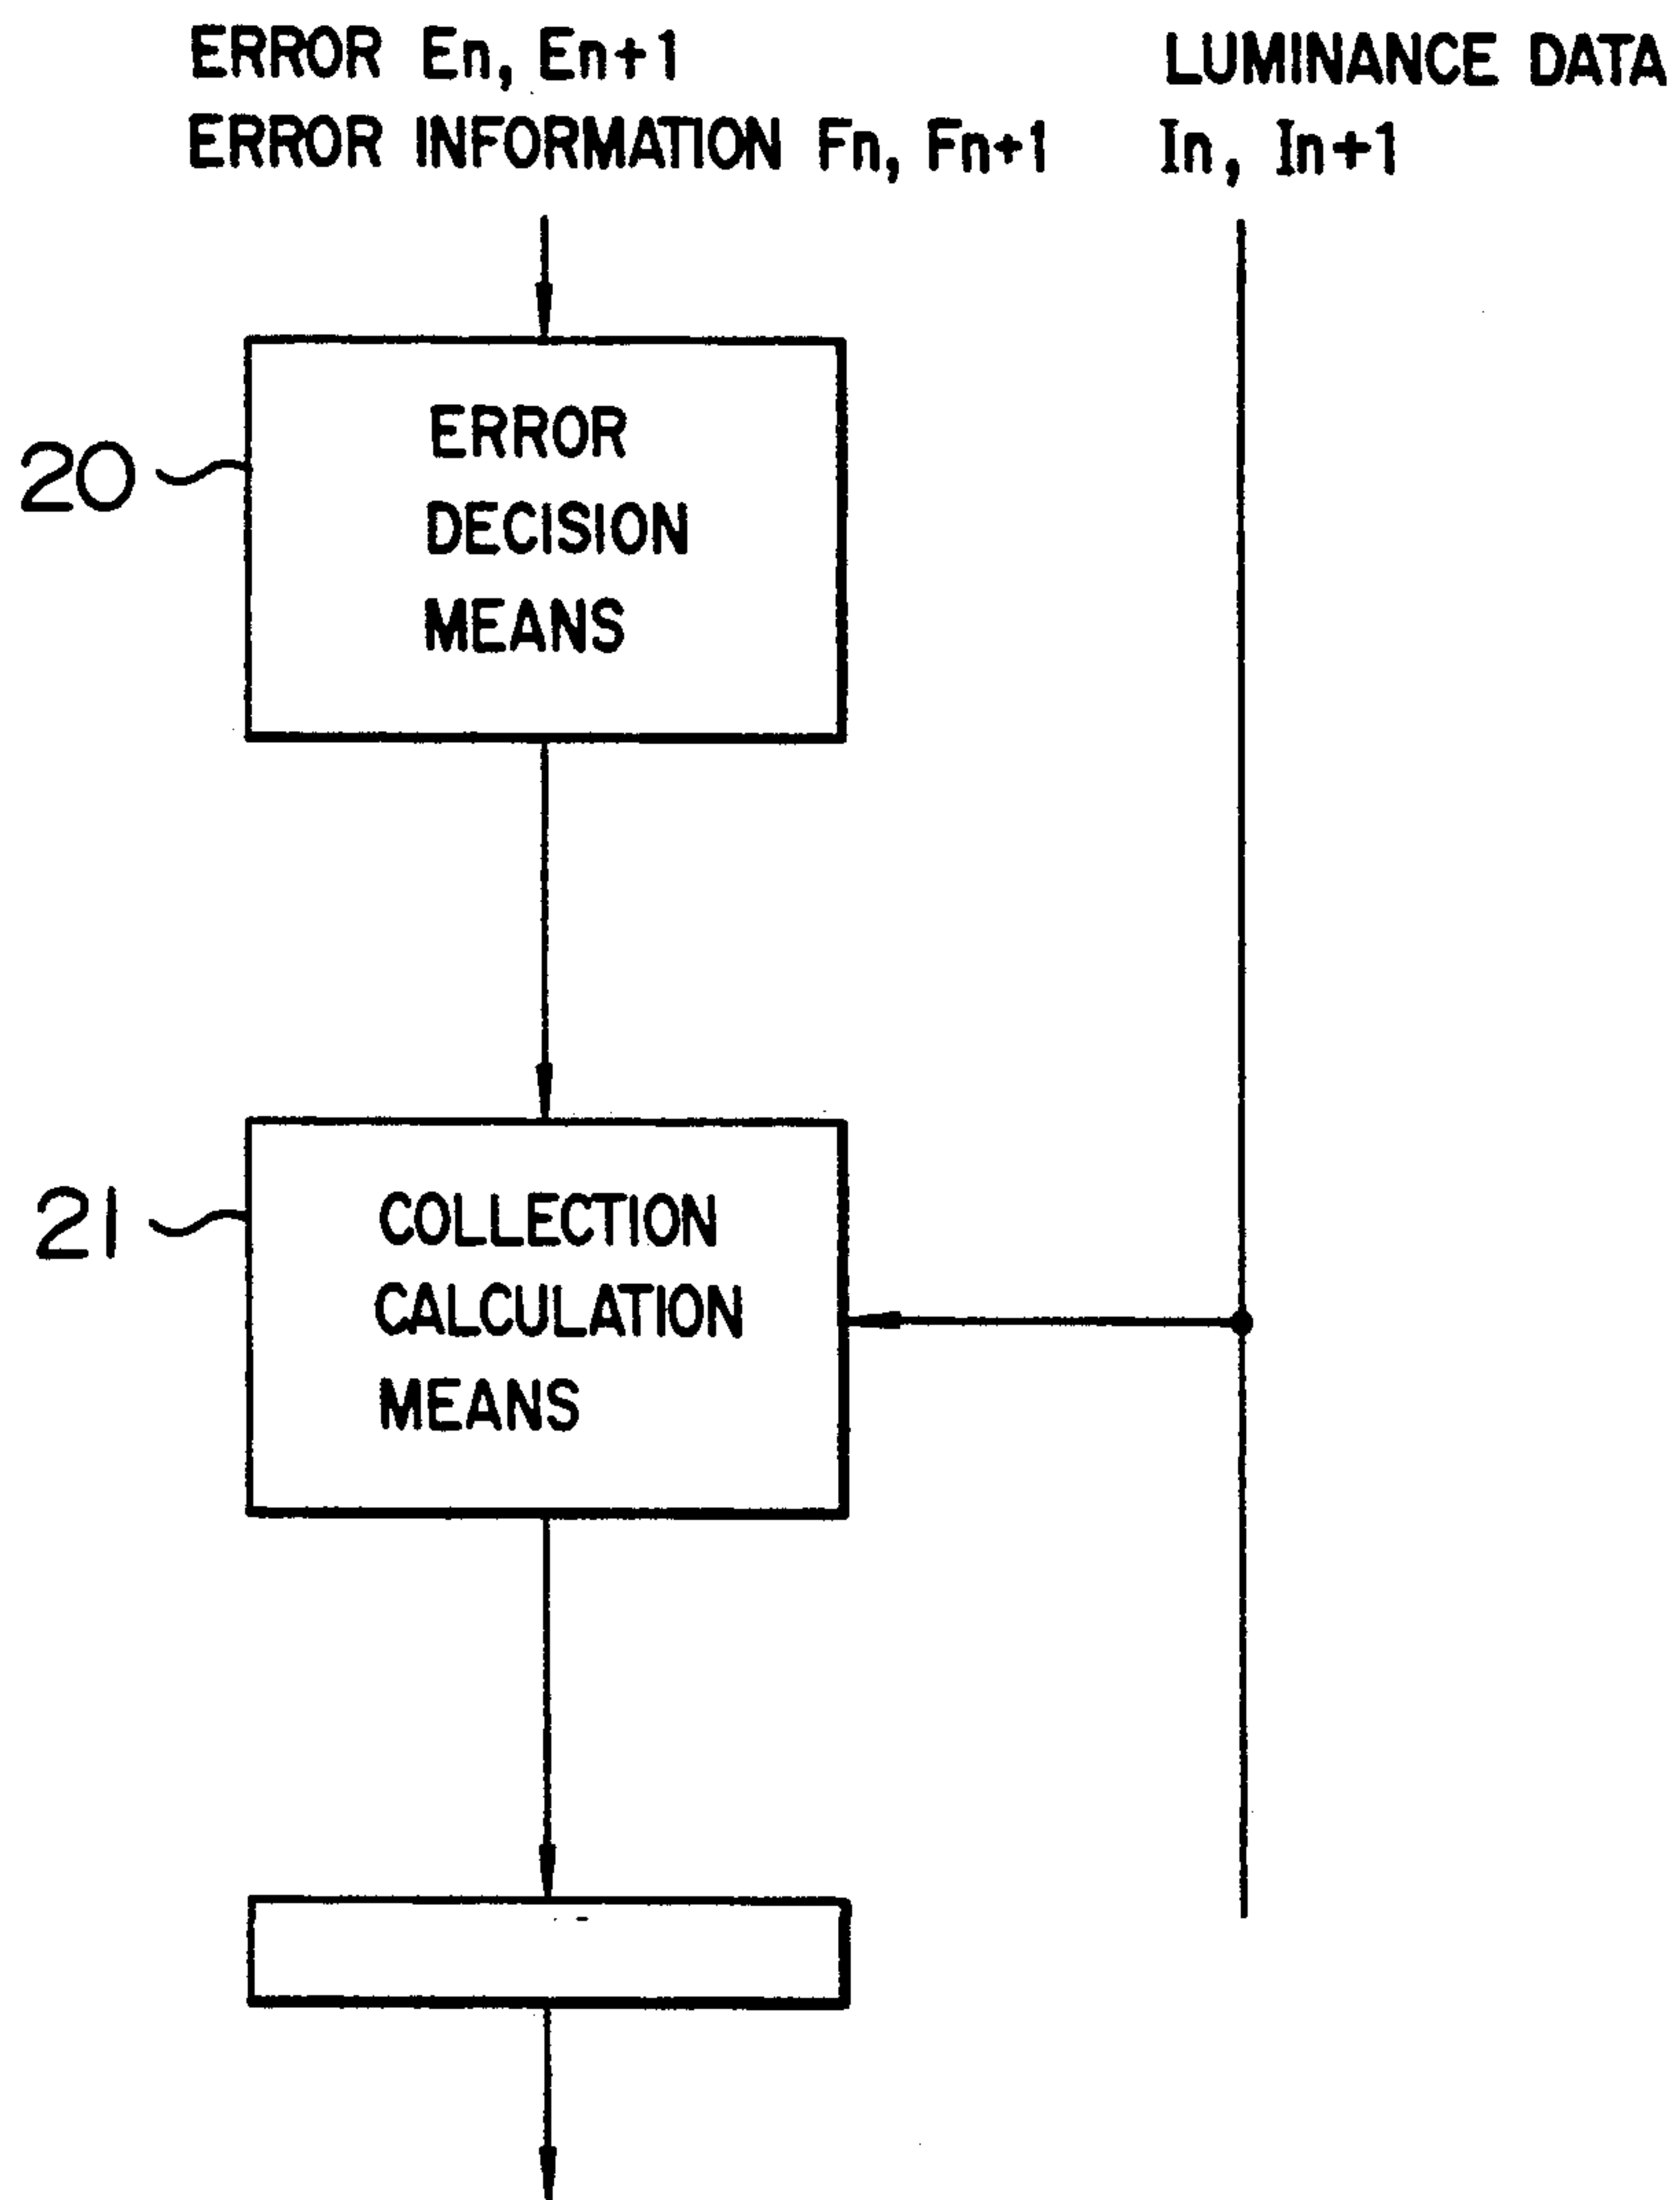 ERROR En, En+1
ERROR INFORMATION Fn, Fn+1
LUMINANCE DATA
In, In+1
20
ERROR
DECISION
MEANS
21
COLLECTION
CALCULATION
MEANS